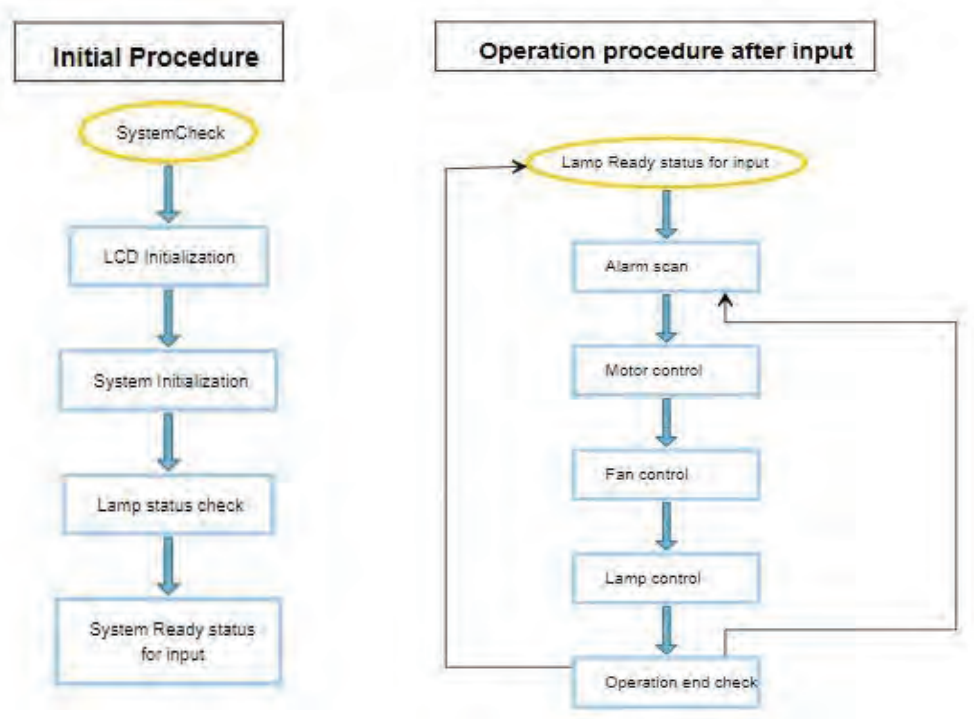 Initial Procedure
SystemCheck
LCD Initialization
System Initialization
Lamp status check
System Ready status
for input
Operation procedure after input
Lamp Ready status for input
Alarm scan
Motor control
Fan control
Lamp control
Operation end check